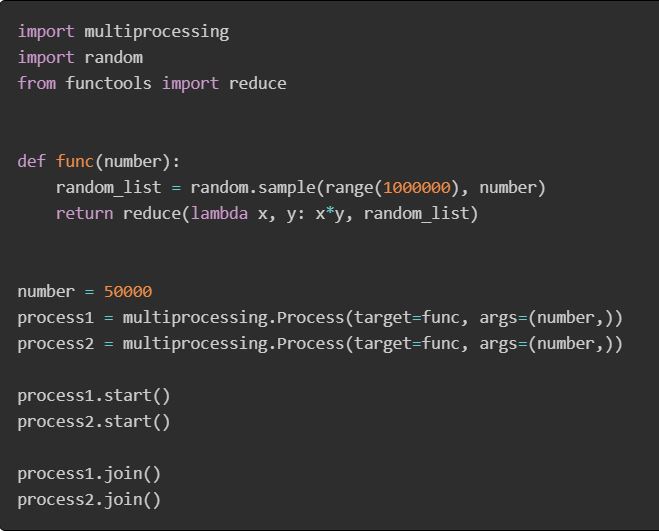 import multiprocessing
import random
from functools import reduce


def func(number):
    random_list = random.sample(range(1000000), number)
    return reduce(lambda x, y: x*y, random_list)


number = 50000
process1 = multiprocessing.Process(target=func, args=(number,))
process2 = multiprocessing.Process(target=func, args=(number,))

process1.start()
process2.start()

process1.join()
process2.join()